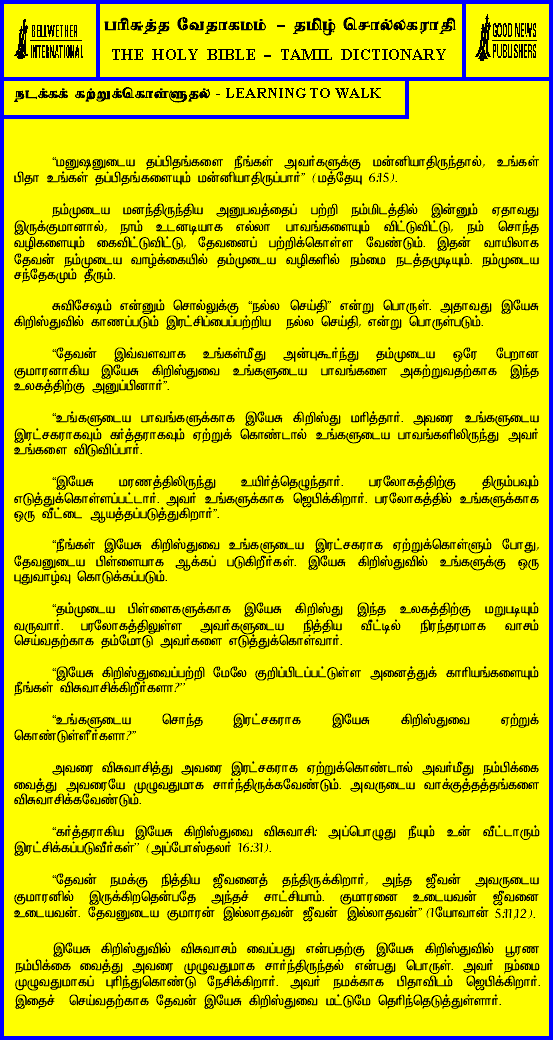 BELLWETHER
INTERNATIONAL
பரிசுத்த வேதாகமம் – தமிழ் சொல்லகராதி
THE HOLY BIBLE – TAMIL DICTIONARY
GOOD NEWS
PUBLISHERS
நடக்கக் கற்றுக்கொள்ளுதல் - LEARNING TO WALK
“மனுஷனுடைய தப்பிதங்களை நீங்கள் அவர்களுக்கு மன்னியாதிருந்தால், உங்கள்
பிதா உங்கள் தப்பிதங்களையும் மன்னியாதிருப்பார்” (மத்தேயு 6:15).
நம்முடைய மனந்திருந்திய அனுபவத்தைப் பற்றி நம்மிடத்தில் இன்னும் ஏதாவது
இருக்குமானால், நாம் உடனடியாக எல்லா பாவங்களையும் விட்டுவிட்டு, நம் சொந்த
வழிகளையும் கைவிட்டுவிட்டு, தேவனைப் பற்றிக்கொள்ள வேண்டும். இதன் வாயிலாக
தேவன் நம்முடைய வாழ்க்கையில் தம்முடைய வழிகளில் நம்மை நடத்தமுடியும். நம்முடைய
சந்தேகமும் தீரும்.
சுவிசேஷம் என்னும் சொல்லுக்கு “நல்ல செய்தி” என்று பொருள். அதாவது இயேசு
கிறிஸ்துவில் காணப்படும் இரட்சிப்பைப்பற்றிய நல்ல செய்தி, என்று பொருள்படும்.
“தேவன் இவ்வளவாக உங்கள்மீது அன்புகூர்ந்து தம்முடைய ஒரே பேறான
குமாரனாகிய இயேசு கிறிஸ்துவை உங்களுடைய பாவங்களை அகற்றுவதற்காக இந்த
உலகத்திற்கு அனுப்பினார்”.
“உங்களுடைய பாவங்களுக்காக இயேசு கிறிஸ்து மரித்தார். அவரை உங்களுடைய
இரட்சகராகவும் கர்த்தராகவும் ஏற்றுக் கொண்டால் உங்களுடைய பாவங்களிலிருந்து அவர்
உங்களை விடுவிப்பார்.
“இயேசு மரணத்திலிருந்து உயிர்த்தெழுந்தார். பரலோகத்திற்கு திரும்பவும்
எடுத்துக்கொள்ளப்பட்டார். அவர் உங்களுக்காக ஜெபிக்கிறார். பரலோகத்தில் உங்களுக்காக
ஒரு வீட்டை ஆயத்தப்படுத்துகிறார்”.
“நீங்கள் இயேசு கிறிஸ்துவை உங்களுடைய இரட்சகராக ஏற்றுக்கொள்ளும் போது,
தேவனுடைய பிள்ளையாக ஆக்கப் படுகிறீர்கள். இயேசு கிறிஸ்துவில் உங்களுக்கு ஒரு
புதுவாழ்வு கொடுக்கப்படும்.
“தம்முடைய பிள்ளைகளுக்காக இயேசு கிறிஸ்து இந்த உலகத்திற்கு மறுபடியும்
வருவார். பரலோகத்திலுள்ள அவர்களுடைய நித்திய வீட்டில் நிரந்தரமாக வாசம்
செய்வதற்காக தம்மோடு அவர்களை எடுத்துக்கொள்வார்.
“இயேசு கிறிஸ்துவைப்பற்றி மேலே குறிப்பிடப்பட்டுள்ள அனைத்துக் காரியங்களையும்
நீங்கள் விசுவாசிக்கிறீர்களா?”
“உங்களுடைய சொந்த இரட்சகராக இயேசு கிறிஸ்துவை ஏற்றுக்
கொண்டுள்ளீர்களா?”
அவரை விசுவாசித்து அவரை இரட்சகராக ஏற்றுக்கொண்டால் அவர்மீது நம்பிக்கை
வைத்து அவரையே முழுவதுமாக சார்ந்திருக்கவேண்டும். அவருடைய வாக்குத்தத்தங்களை
விசுவாசிக்கவேண்டும்.
“கர்த்தராகிய இயேசு கிறிஸ்துவை விசுவாசி: அப்பொழுது நீயும் உன் வீட்டாரும்
இரட்சிக்கப்படுவீர்கள்” (அப்போஸ்தலர் 16:31).
“தேவன் நமக்கு நித்திய ஜீவனைத் தந்திருக்கிறார், அந்த ஜீவன் அவருடைய
குமாரனில் இருக்கிறதென்பதே அந்தச் சாட்சியாம். குமாரனை உடையவன் ஜீவனை
உடையவன். தேவனுடைய குமாரன் இல்லாதவன் ஜீவன் இல்லாதவன்” (1யோவான் 5:11,12).
இயேசு கிறிஸ்துவில் விசுவாசம் வைப்பது என்பதற்கு இயேசு கிறிஸ்துவில் பூரண
நம்பிக்கை வைத்து அவரை முழுவதுமாக சார்ந்திருந்தல் என்பது பொருள். அவர் நம்மை
முழுவதுமாகப் புரிந்துகொண்டு நேசிக்கிறார். அவர் நமக்காக பிதாவிடம் ஜெபிக்கிறார்.
இதைச் செய்வதற்காக தேவன் இயேசு கிறிஸ்துவை மட்டுமே தெரிந்தெடுத்துள்ளார்.